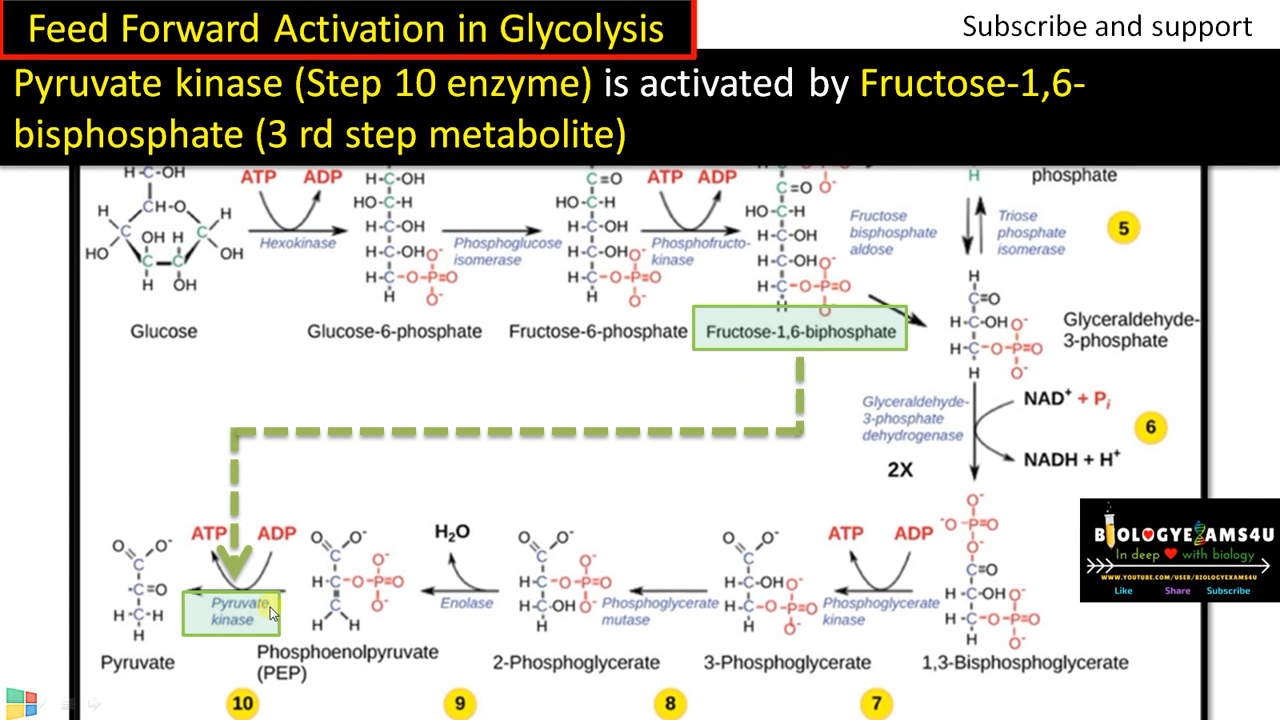 Feed Forward Activation in Glycolysis
Subscribe and support
Pyruvate kinase (Step 10 enzyme) is activated by Fructose-1,6-
bisphosphate (3 rd step metabolite)
ATP ADP
Hexokinase
Phosphoglucose
isomerase
ATP ADP
Phosphofructo-
kinase
Fructose
bisphosphate
aldose
phosphate
Triose
phosphate
isomerase
5
Glucose
Glucose-6-phosphate
Fructose-6-phosphate
Fructose-1,6-biphosphate
Glyceraldehyde-
3-phosphate
Glyceraldehyde-
3-phosphate
dehydrogenase
NAD+ + Pi
NADH + H+
6
2X
BIOLOGYEXAMS4U
In deep ❤ with biology
WWW.YOUTUBE.COM/USER/BIOLOGYEXAMS4U
Like Share Subscribe
ATP ADP
Pyruvate
kinase
H2O
Enolase
Phosphoglycerate
mutase
ATP ADP
Phosphoglycerate
kinase
Pyruvate
Phosphoenolpyruvate
(PEP)
2-Phosphoglycerate
3-Phosphoglycerate
1,3-Bisphosphoglycerate
10 9 8 7